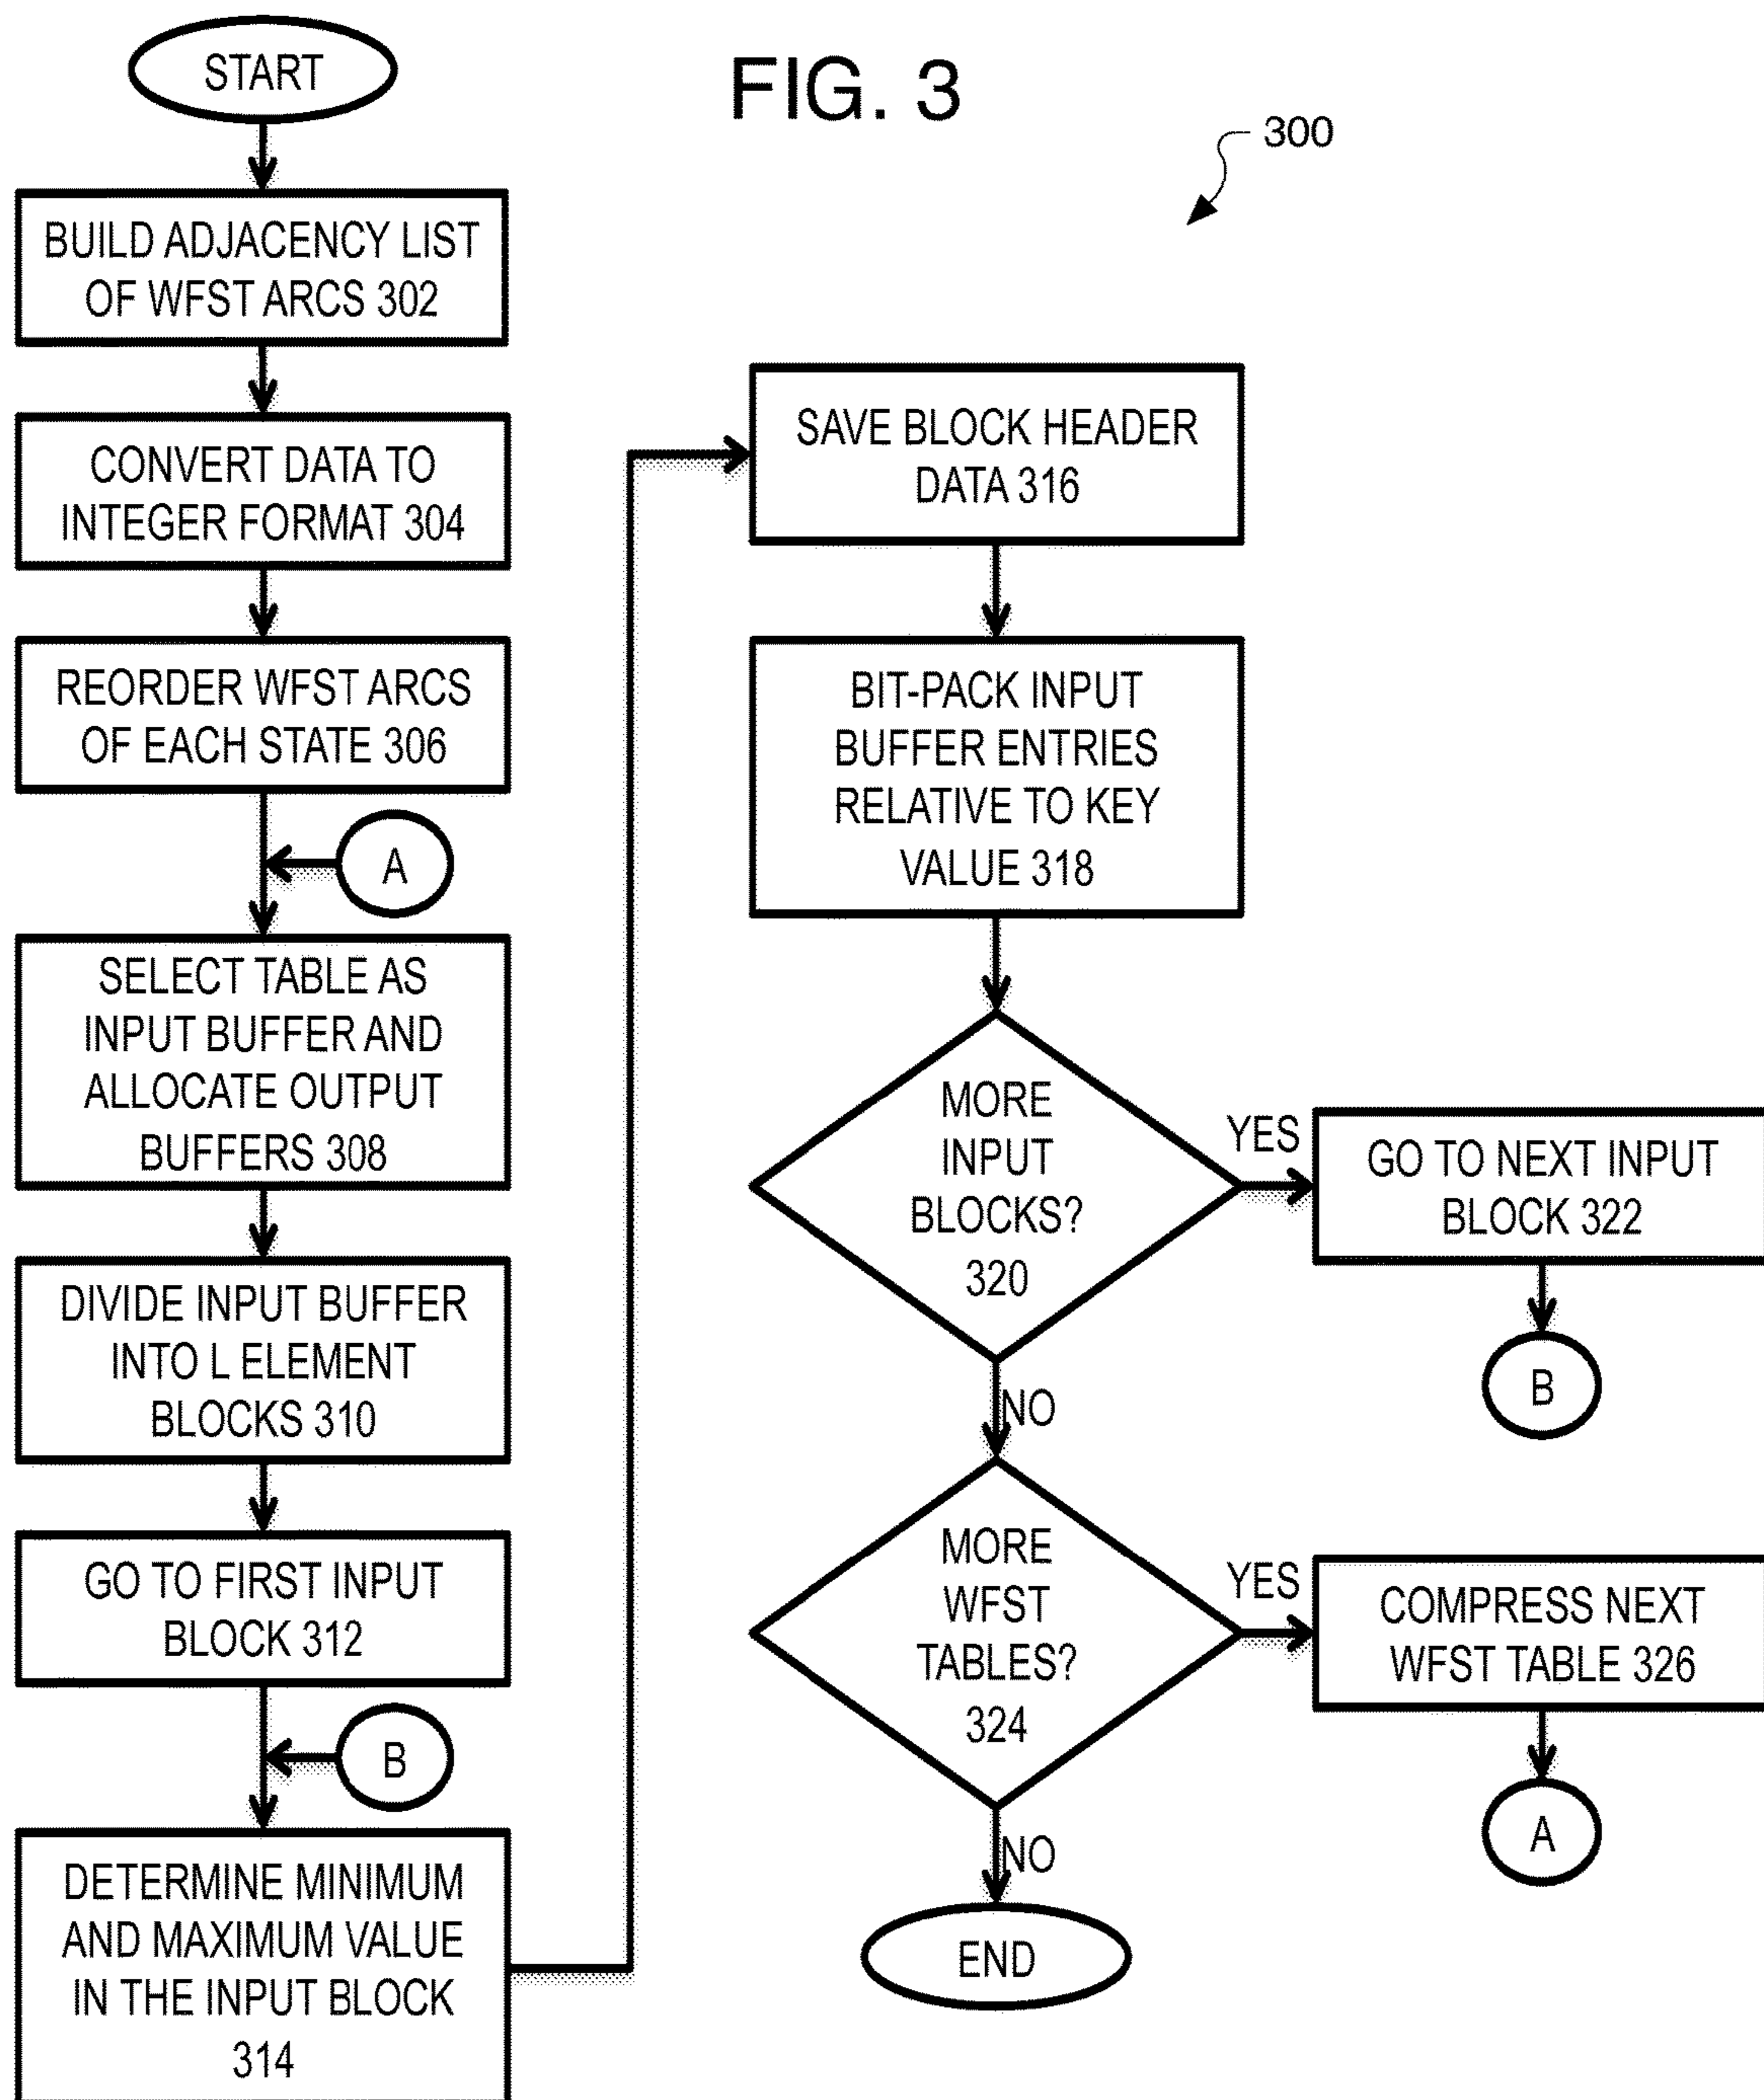 FIG. 3
300
START
BUILD ADJACENCY LIST
OF WFST ARCS 302
CONVERT DATA TO
INTEGER FORMAT 304
REORDER WFST ARCS
OF EACH STATE 306
A
SELECT TABLE AS
INPUT BUFFER AND
ALLOCATE OUTPUT
BUFFERS 308
DIVIDE INPUT BUFFER
INTO L ELEMENT
BLOCKS 310
GO TO FIRST INPUT
BLOCK 312
B
DETERMINE MINIMUM
AND MAXIMUM VALUE
IN THE INPUT BLOCK
314
SAVE BLOCK HEADER
DATA 316
BIT-PACK INPUT
BUFFER ENTRIES
RELATIVE TO KEY
VALUE 318
MORE
INPUT
BLOCKS?
320
YES
GO TO NEXT INPUT
BLOCK 322
B
NO
MORE
WFST
TABLES?
324
YES
COMPRESS NEXT
WFST TABLE 326
A
NO
END